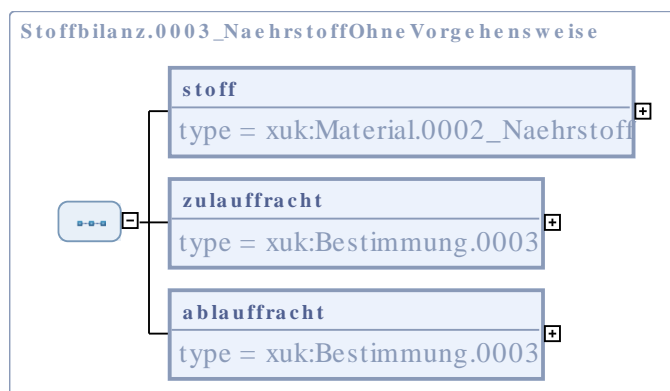 Stoffbilanz.0003_NaehrstoffOhneVorgehensweise
stoff
type = xuk:Material.0002_Naehrstoff
zulauffracht
type = xuk:Bestimmung.0003
ablauffracht
type = xuk:Bestimmung.0003